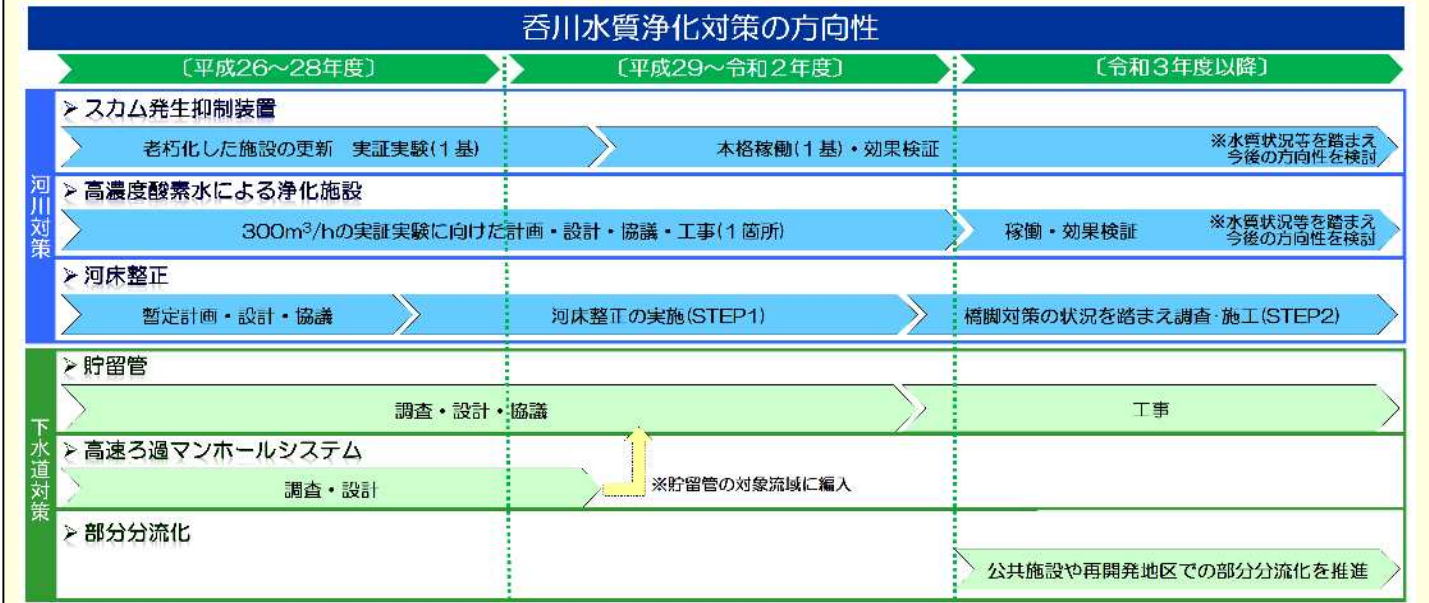 呑川水質浄化対策の方向性
〔平成26～28年度〕
〔平成29～令和2年度〕
〔令和3年度以降〕
河川対策
➢ スカム発生抑制装置
老朽化した施設の更新　実証実験(1基)
本格稼働(1基)・効果検証
※水質状況等を踏まえ
今後の方向性を検討
➢ 高濃度酸素水による浄化施設
300m³/hの実証実験に向けた計画・設計・協議・工事(1箇所)
稼働・効果検証
※水質状況等を踏まえ
今後の方向性を検討
➢ 河床整正
暫定計画・設計・協議
河床整正の実施(STEP1)
橋脚対策の状況を踏まえ調査・施工(STEP2)
下水道対策
➢ 貯留管
調査・設計・協議
工事
➢ 高速ろ過マンホールシステム
調査・設計
※貯留管の対象流域に編入
➢ 部分分流化
公共施設や再開発地区での部分分流化を推進